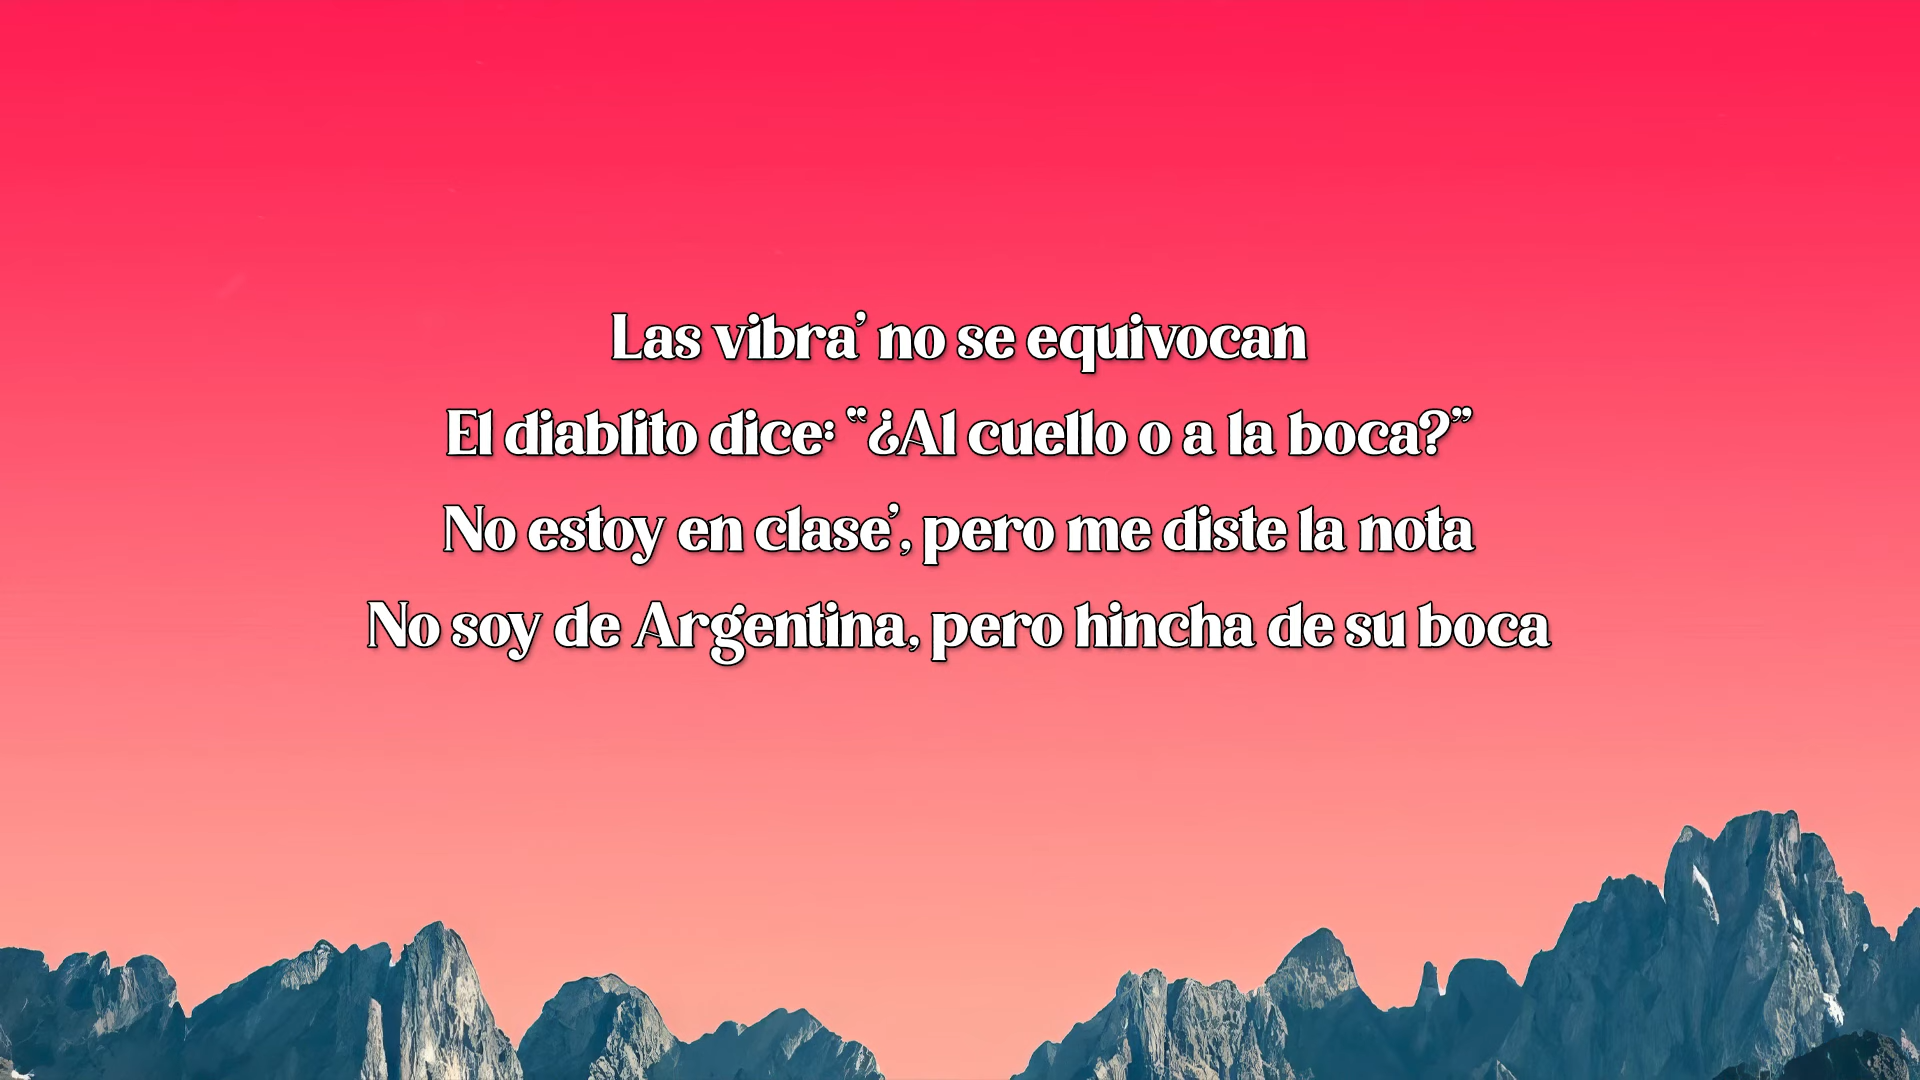 Las vibra’ no se equivocan
El diablito dice: “¿Al cuello o a la boca?”
No estoy en clase’, pero me diste la nota
No soy de Argentina, pero hincha de su boca